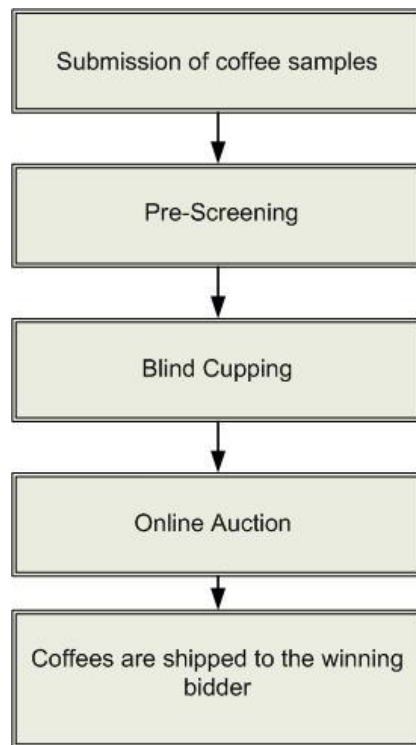 Submission of coffee samples
Pre-Screening
Blind Cupping
Online Auction
Coffees are shipped to the winning
bidder